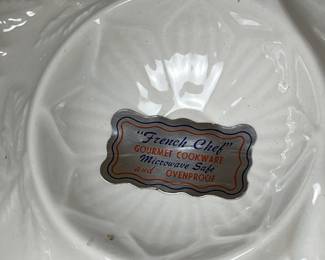 "French Chef"
GOURMET COOKWARE
Microwave Safe
and OVENPROOF